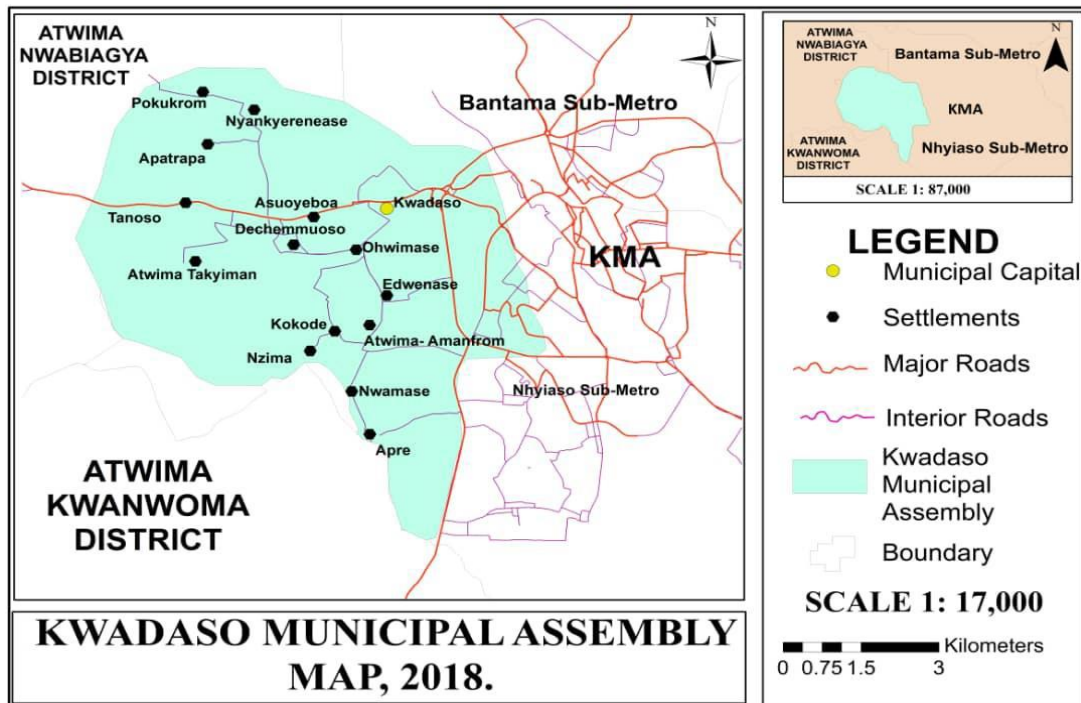 ATWIMA
NWABIAGYA
DISTRICT
N
Pokukrom
Nyankyerenease
Bantama Sub-Metro
Apatrapa
Asuoyeboa
Kwadaso
Tanoso
Dechemmuoso
Ohwimase
KMA
Atwima Takyiman
Edwenase
Kokode
Atwima- Amanfrom
Nzima
Nwamase
Nhyiaso Sub-Metro
Apre
ATWIMA
KWANWOMA
DISTRICT
KWADASO MUNICIPAL ASSEMBLY
MAP, 2018.
ATWIMA
NWABIAGYA
DISTRICT
Bantama Sub-Metro
N
KMA
ATWIMA
KWANWOMA
DISTRICT
Nhyiaso Sub-Metro
SCALE 1: 87,000
LEGEND
Municipal Capital
Settlements
Major Roads
Interior Roads
Kwadaso
Municipal
Assembly
Boundary
SCALE 1: 17,000
Kilometers
0 0.75 1.5 3